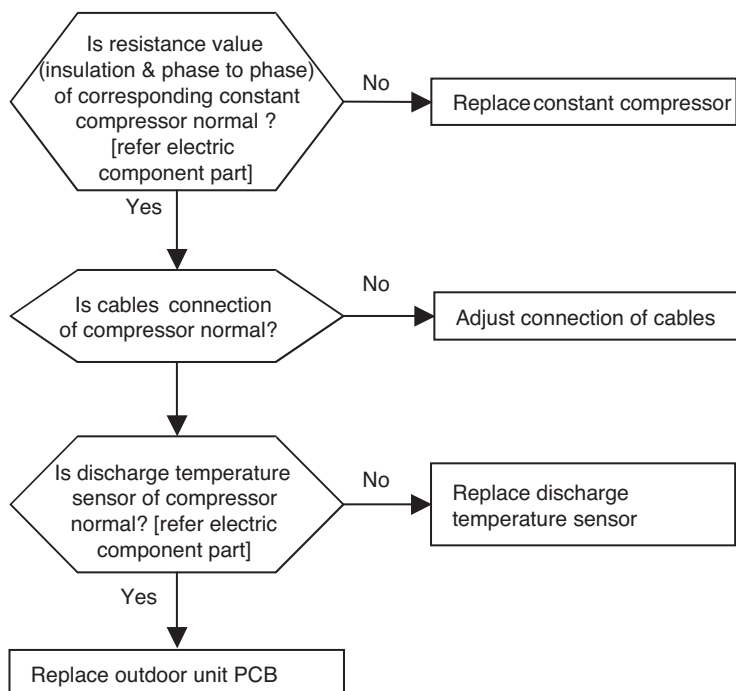 Is resistance value
(insulation & phase to phase)
of corresponding constant
compressor normal ?
[refer electric
component part]
No
Replace constant compressor
Yes
Is cables connection
of compressor normal?
No
Adjust connection of cables
Is discharge temperature
sensor of compressor
normal? [refer electric
component part]
No
Replace discharge
temperature sensor
Yes
Replace outdoor unit PCB